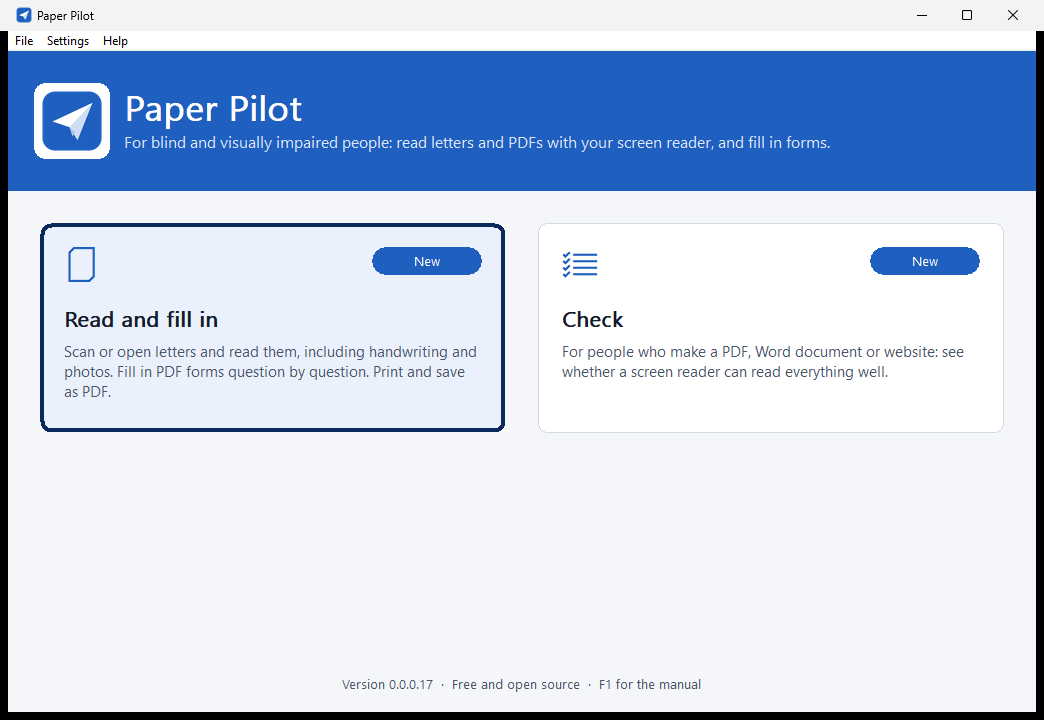 Paper Pilot
File Settings Help
Paper Pilot
For blind and visually impaired people: read letters and PDFs with your screen reader, and fill in forms.
New
Read and fill in
Scan or open letters and read them, including handwriting and
photos. Fill in PDF forms question by question. Print and save
as PDF.
New
Check
For people who make a PDF, Word document or website: see
whether a screen reader can read everything well.
Version 0.0.0.17 · Free and open source · F1 for the manual